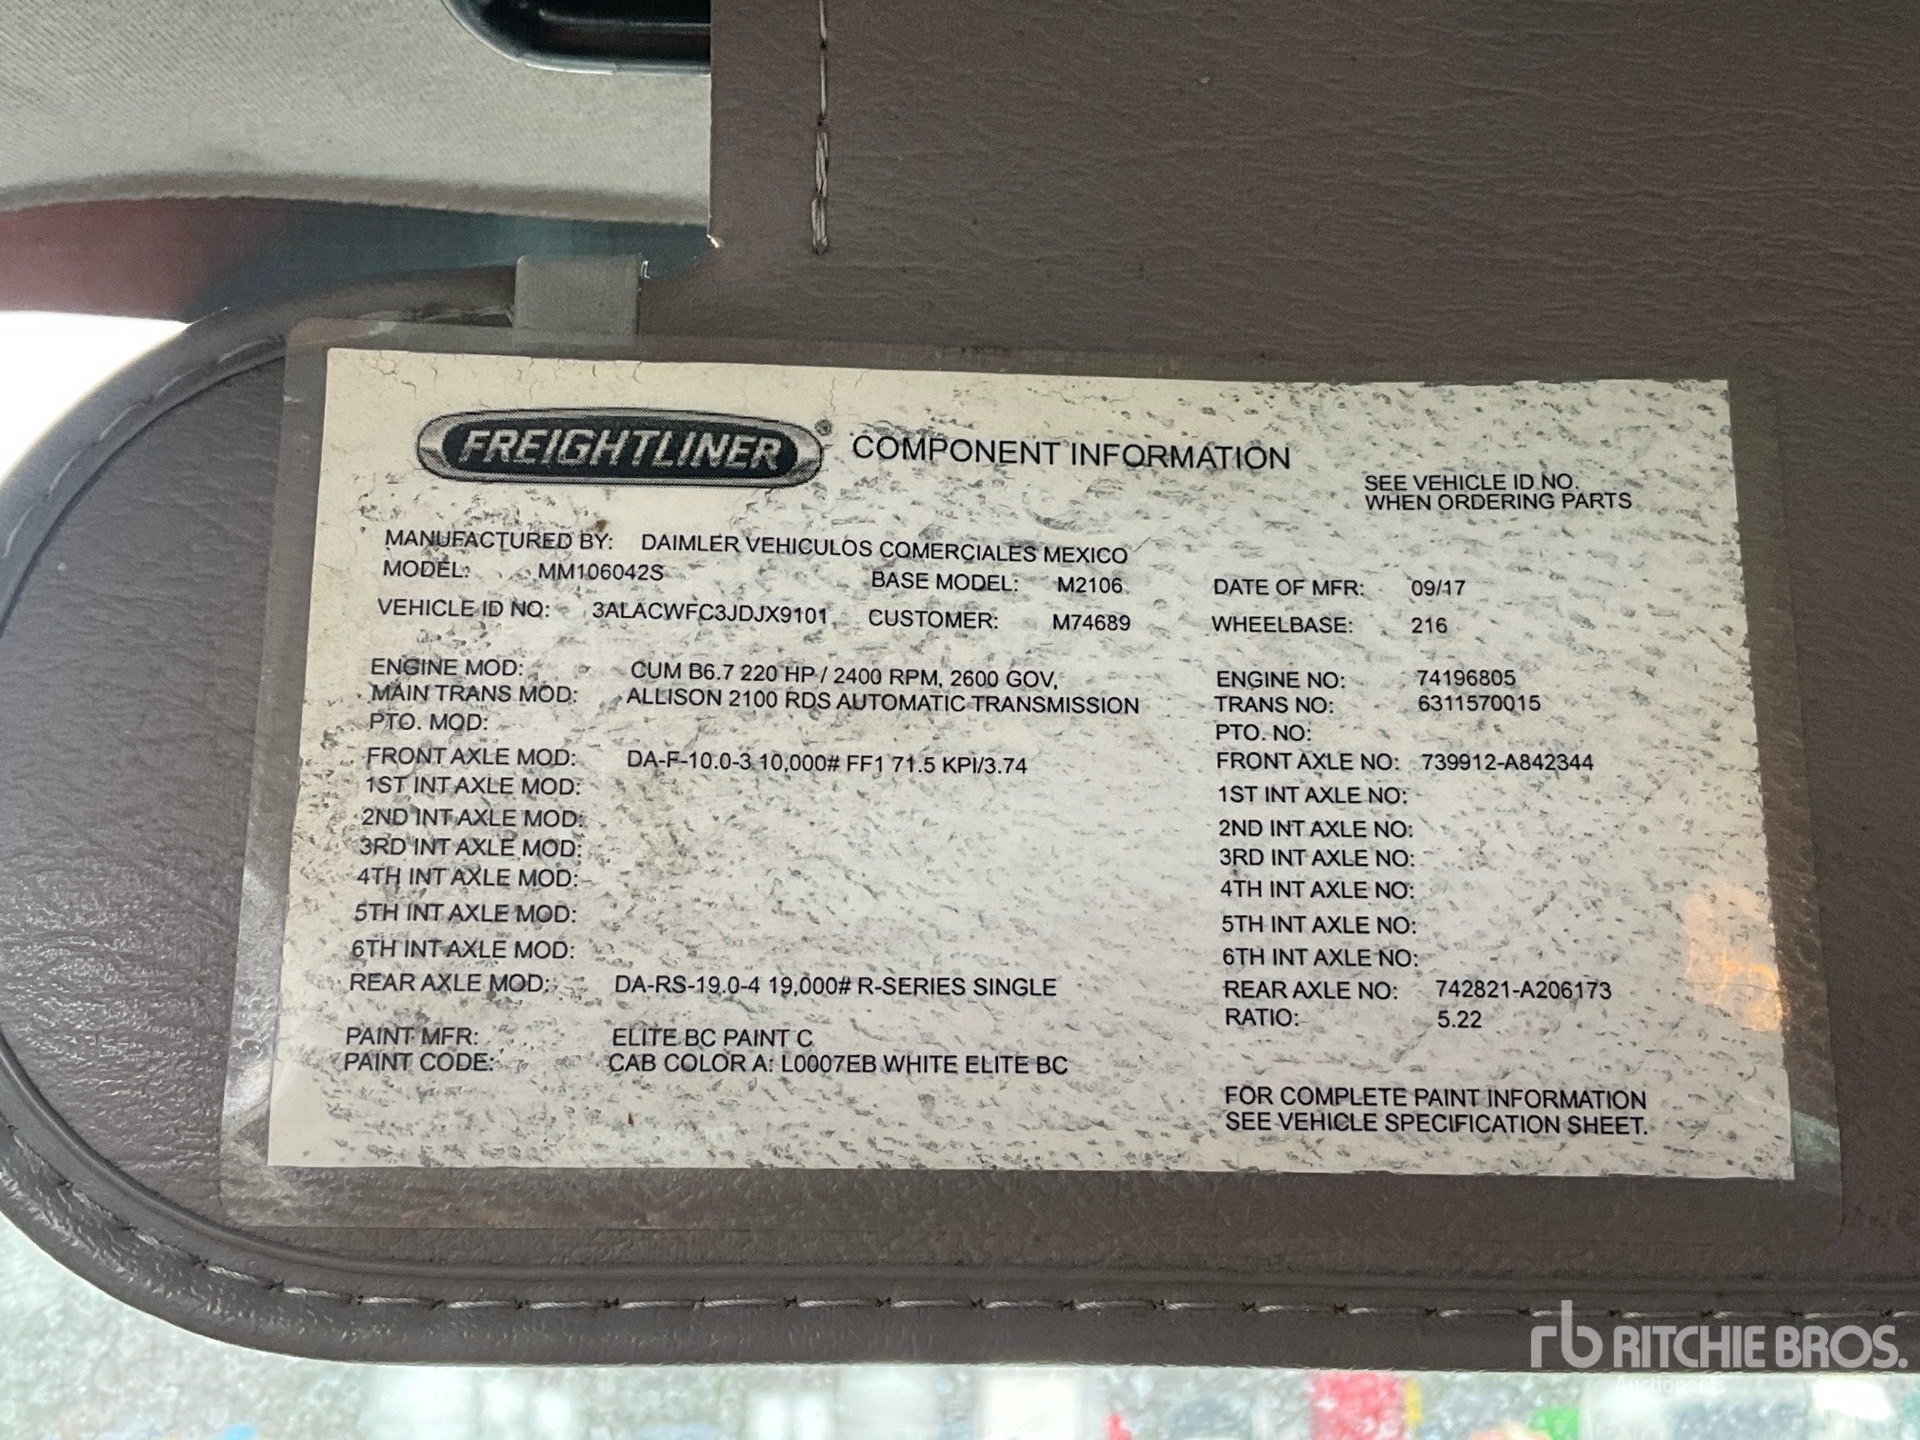 FREIGHTLINER® COMPONENT INFORMATION
SEE VEHICLE ID NO.
WHEN ORDERING PARTS
MANUFACTURED BY: DAIMLER VEHICULOS COMERCIALES MEXICO
MODEL: MM106042S BASE MODEL: M2106 DATE OF MFR: 09/17
VEHICLE ID NO: 3ALACWFC3JDJX9101 CUSTOMER: M74689 WHEELBASE: 216
ENGINE MOD: CUM B6.7 220 HP / 2400 RPM, 2600 GOV, ENGINE NO: 74196805
MAIN TRANS MOD: ALLISON 2100 RDS AUTOMATIC TRANSMISSION TRANS NO: 6311570015
PTO. MOD: PTO. NO:
FRONT AXLE MOD: DA-F-10.0-3 10,000# FF1 71.5 KPI/3.74 FRONT AXLE NO: 739912-A842344
1ST INT AXLE MOD: 1ST INT AXLE NO:
2ND INT AXLE MOD: 2ND INT AXLE NO:
3RD INT AXLE MOD: 3RD INT AXLE NO:
4TH INT AXLE MOD: 4TH INT AXLE NO:
5TH INT AXLE MOD: 5TH INT AXLE NO:
6TH INT AXLE MOD: 6TH INT AXLE NO:
REAR AXLE MOD: DA-RS-19.0-4 19,000# R-SERIES SINGLE REAR AXLE NO: 742821-A206173
RATIO: 5.22
PAINT MFR: ELITE BC PAINT C
PAINT CODE: CAB COLOR A: L0007EB WHITE ELITE BC
FOR COMPLETE PAINT INFORMATION
SEE VEHICLE SPECIFICATION SHEET.
rb RITCHIE BROS.
Auctioneers